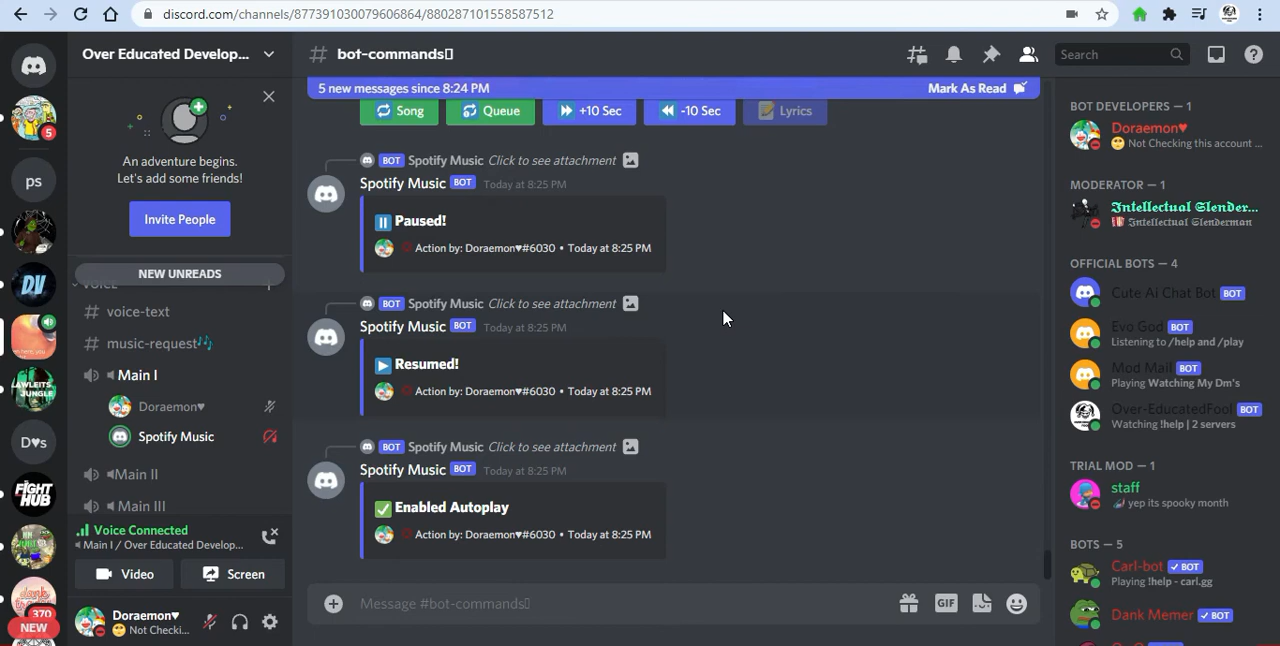 discord.com/channels/877391030079606864/880287101558587512
Over Educated Develop...
# bot-commands
Search
5 new messages since 8:24 PM
Mark As Read
5
ps
DV
D♥s
FIGHT HUB
370
NEW
An adventure begins.
Let's add some friends!
Invite People
NEW UNREADS
# voice-text
# music-request
Main I
Doraemon♥
Spotify Music
Main II
Main III
Voice Connected
Main I / Over Educated Develop...
Video
Screen
Doraemon♥
Not Checki...
Song
Queue
+10 Sec
-10 Sec
Lyrics
BOT Spotify Music Click to see attachment
Spotify Music BOT Today at 8:25 PM
Paused!
Action by: Doraemon♥#6030 • Today at 8:25 PM
BOT Spotify Music Click to see attachment
Spotify Music BOT Today at 8:25 PM
Resumed!
Action by: Doraemon♥#6030 • Today at 8:25 PM
BOT Spotify Music Click to see attachment
Spotify Music BOT Today at 8:25 PM
Enabled Autoplay
Action by: Doraemon♥#6030 • Today at 8:25 PM
Message #bot-commands
GIF
BOT DEVELOPERS — 1
Doraemon♥
Not Checking this account ...
MODERATOR — 1
Intellectual Slender...
Intellectual Slenderman
OFFICIAL BOTS — 4
Cute Ai Chat Bot BOT
Evo God BOT
Listening to /help and /play
Mod Mail BOT
Playing Watching My Dm's
Over-EducatedFool BOT
Watching !help | 2 servers
TRIAL MOD — 1
staff
yep its spooky month
BOTS — 5
Carl-bot ✓ BOT
Playing !help - carl.gg
Dank Memer ✓ BOT